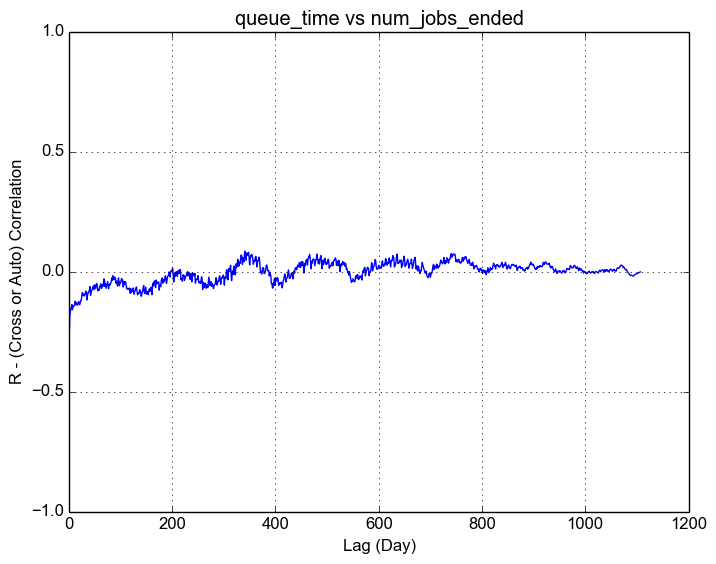 queue_time vs num_jobs_ended
1.0
0.5
0.0
−0.5
−1.0
R - (Cross or Auto) Correlation
0 200 400 600 800 1000 1200
Lag (Day)